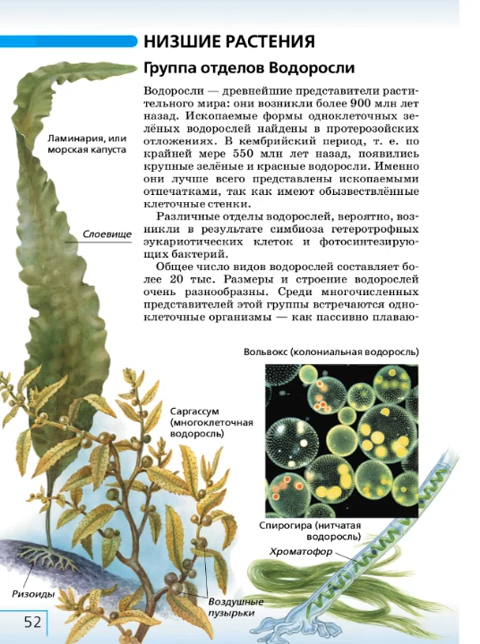 НИЗШИЕ РАСТЕНИЯ
Группа отделов Водоросли
Водоросли — древнейшие представители расти-
тельного мира: они возникли более 900 млн лет
назад. Ископаемые формы одноклеточных зе-
лёных водорослей найдены в протерозойских
отложениях. В кембрийский период, т. е. по
крайней мере 550 млн лет назад, появились
крупные зелёные и красные водоросли. Именно
они лучше всего представлены ископаемыми
отпечатками, так как имеют обызвествлённые
клеточные стенки.
Различные отделы водорослей, вероятно, воз-
никли в результате симбиоза гетеротрофных
эукариотических клеток и фотосинтезирую-
щих бактерий.
Общее число видов водорослей составляет бо-
лее 20 тыс. Размеры и строение водорослей
очень разнообразны. Среди многочисленных
представителей этой группы встречаются одно-
клеточные организмы — как пассивно плаваю-
Ламинария, или
морская капуста
Слоевище
Вольвокс (колониальная водоросль)
Саргассум
(многоклеточная
водоросль)
Спирогира (нитчатая
водоросль)
Хроматофор
Ризоиды
Воздушные
пузырьки
52